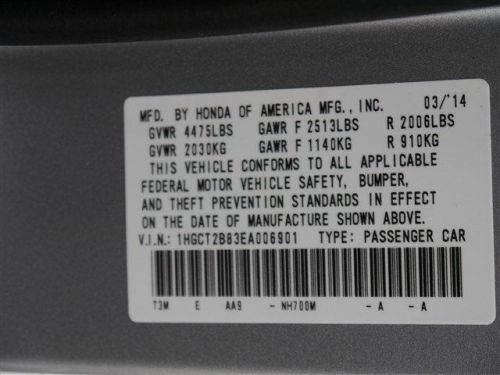 MFD. BY HONDA OF AMERICA MFG., INC. 03/'14
GVWR 4475LBS GAWR F 2513LBS R 2006LBS
GVWR 2030KG GAWR F 1140KG R 910KG
THIS VEHICLE CONFORMS TO ALL APPLICABLE
FEDERAL MOTOR VEHICLE SAFETY, BUMPER,
AND THEFT PREVENTION STANDARDS IN EFFECT
ON THE DATE OF MANUFACTURE SHOWN ABOVE.
V.I.N.: 1HGCT2B83EA006901 TYPE: PASSENGER CAR
T3M E AA9 - NH700M - A - A